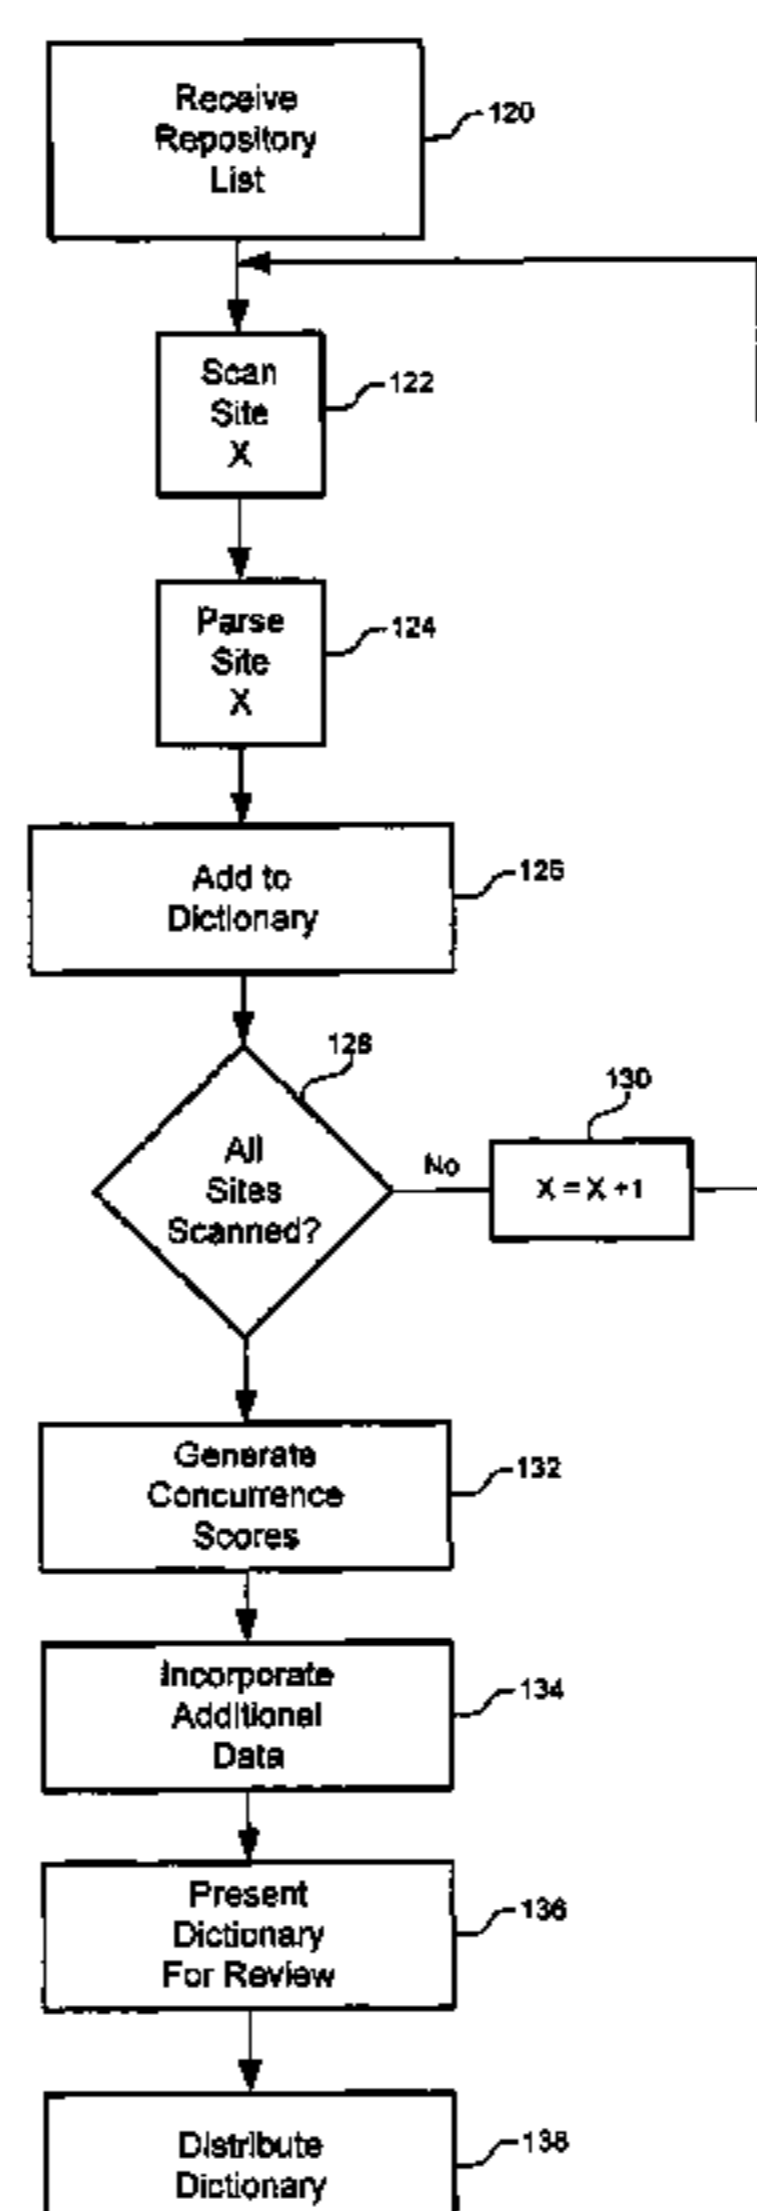 Receive
Repository
List
120
Scan
Site
X
122
Parse
Site
X
124
Add to
Dictionary
126
128
All
Sites
Scanned?
No
130
X = X +1
Generate
Concurrence
Scores
132
Incorporate
Additional
Data
134
Present
Dictionary
For Review
136
Distribute
Dictionary
138